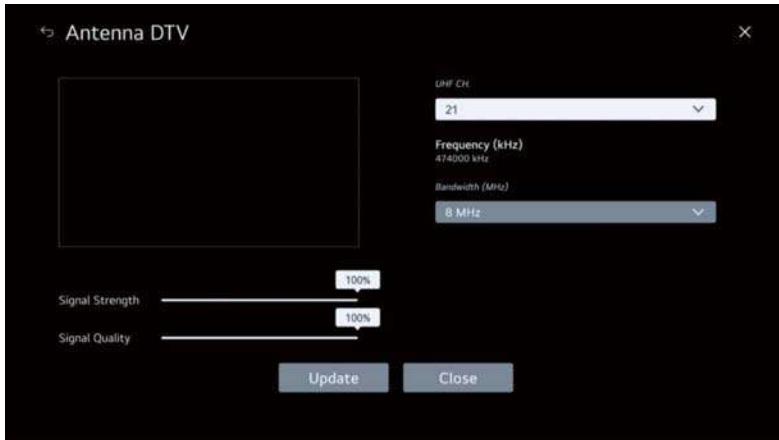 Antenna DTV
UHF CH.
21
Frequency (kHz)
474000 kHz
Bandwidth (MHz)
8 MHz
100%
Signal Strength
100%
Signal Quality
Update
Close